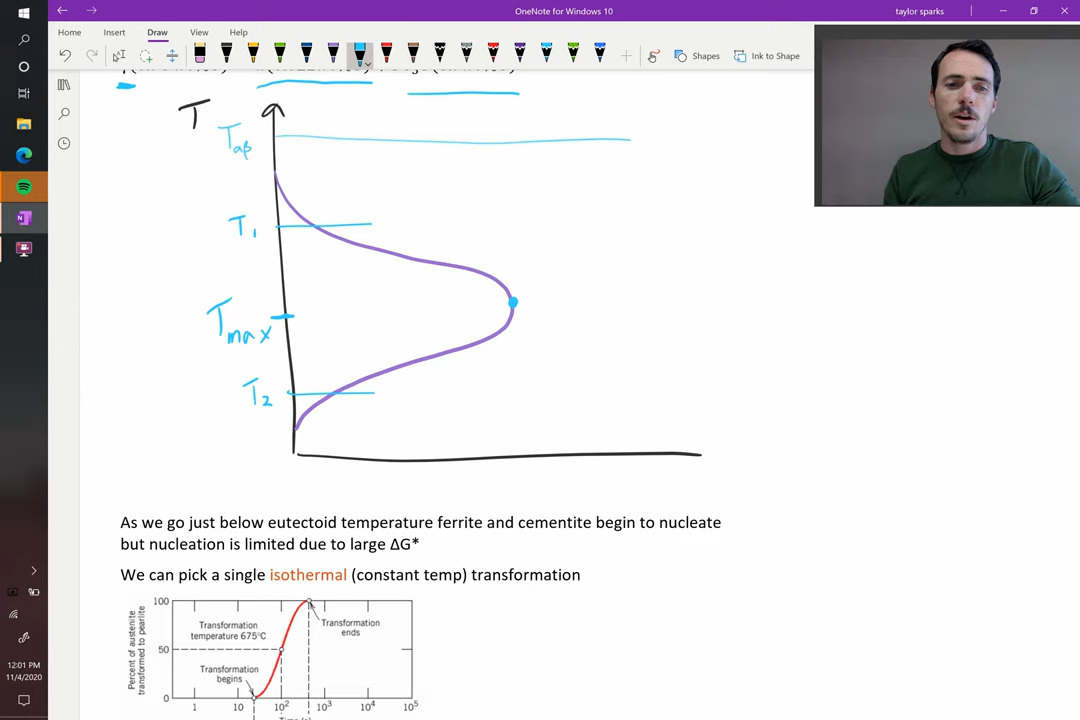 OneNote for Windows 10
taylor sparks
Home
Insert
Draw
View
Help
Shapes
Ink to Shape
T
Tαβ
T1
Tmax
T2
As we go just below eutectoid temperature ferrite and cementite begin to nucleate
but nucleation is limited due to large ΔG*
We can pick a single isothermal (constant temp) transformation
Percent of austenite
transformed to pearlite
100
50
0
Transformation
temperature 675°C
Transformation
ends
Transformation
begins
1
10
10²
10³
10⁴
10⁵
12:01 PM
11/4/2020